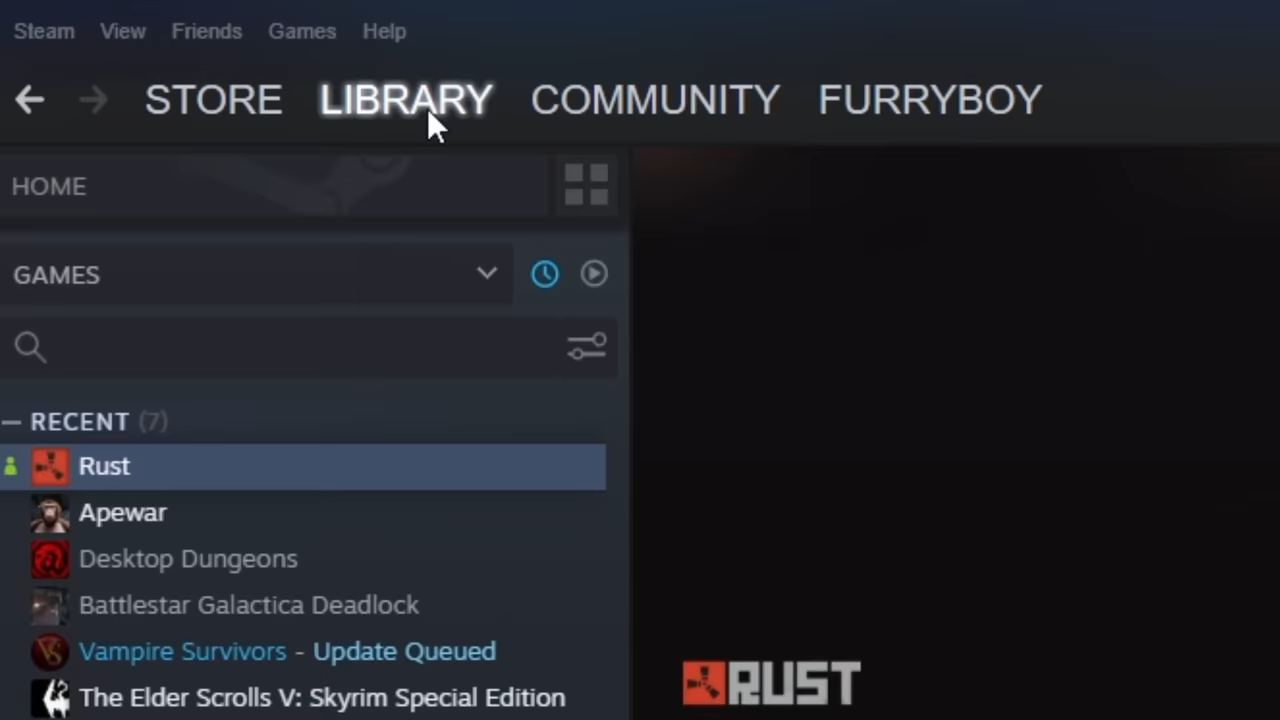 Steam View Friends Games Help
STORE LIBRARY COMMUNITY FURRYBOY
HOME
GAMES
RECENT (7)
Rust
Apewar
Desktop Dungeons
Battlestar Galactica Deadlock
Vampire Survivors - Update Queued
The Elder Scrolls V: Skyrim Special Edition
RUST